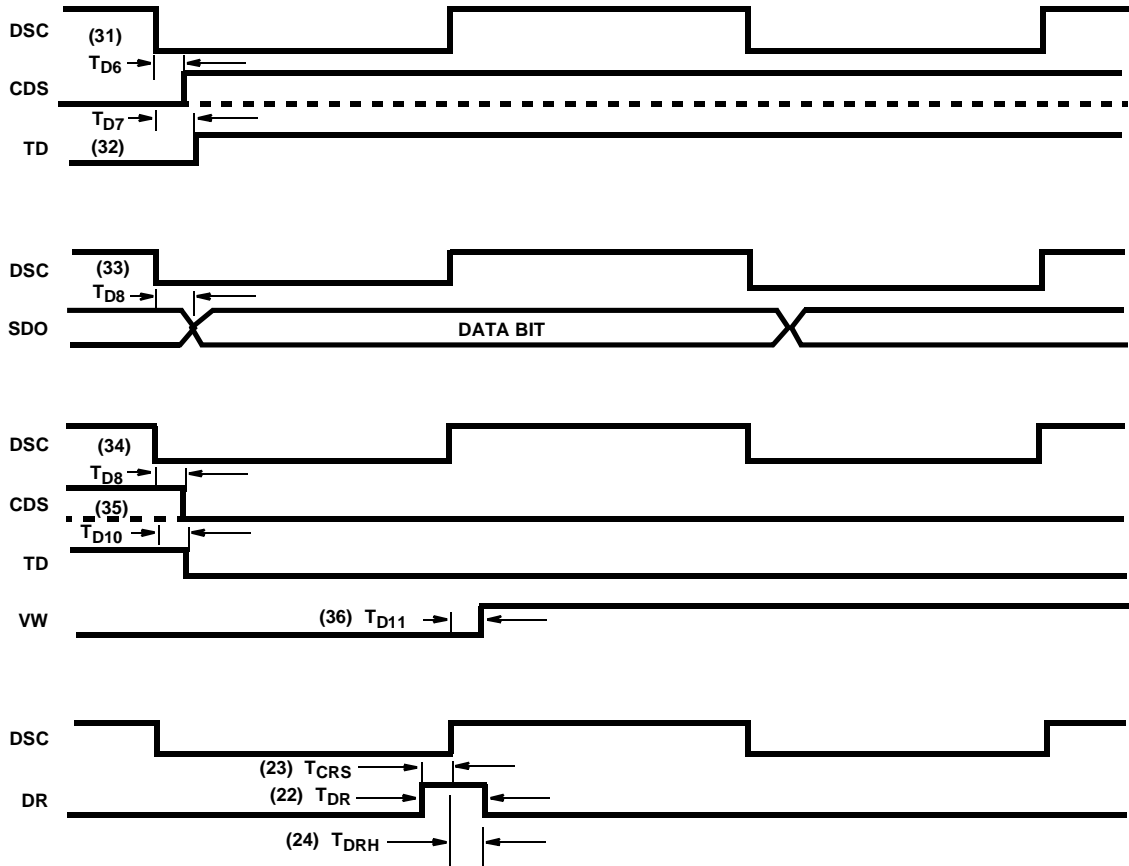 DSC
(31)
TD6
CDS
TD7
TD
(32)
DSC
(33)
TD8
SDO
DATA BIT
DSC
(34)
TD8
CDS
(35)
TD10
TD
VW
(36) TD11
DSC
(23) TCRS
DR
(22) TDR
(24) TDRH